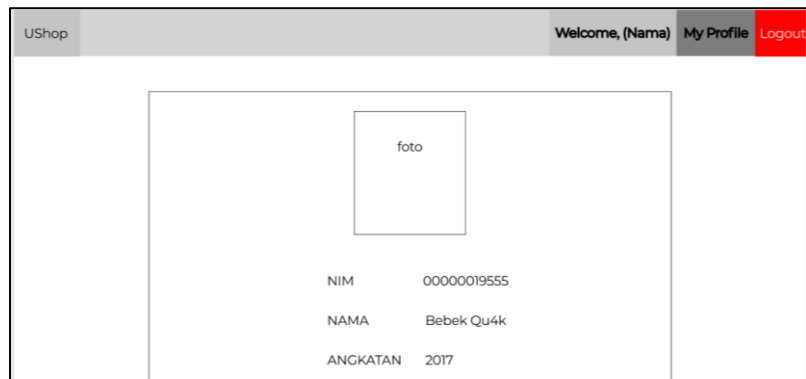 UShop Welcome, (Nama) My Profile Logout
foto
NIM 00000019555
NAMA Bebek Qu4k
ANGKATAN 2017